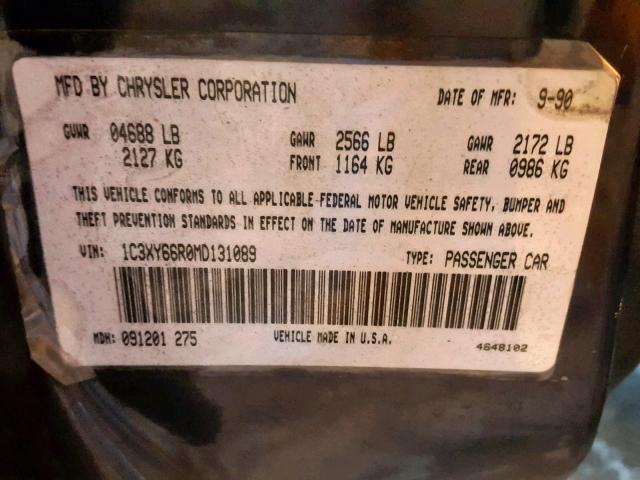 MFD BY CHRYSLER CORPORATION DATE OF MFR: 9-90
GVWR 04688 LB GAWR 2566 LB GAWR 2172 LB
2127 KG FRONT 1164 KG REAR 0986 KG
THIS VEHICLE CONFORMS TO ALL APPLICABLE FEDERAL MOTOR VEHICLE SAFETY, BUMPER AND
THEFT PREVENTION STANDARDS IN EFFECT ON THE DATE OF MANUFACTURE SHOWN ABOVE.
VIN: 1C3XY66R0MD131089 TYPE: PASSENGER CAR
MDH: 091201 275 VEHICLE MADE IN U.S.A. 4648102